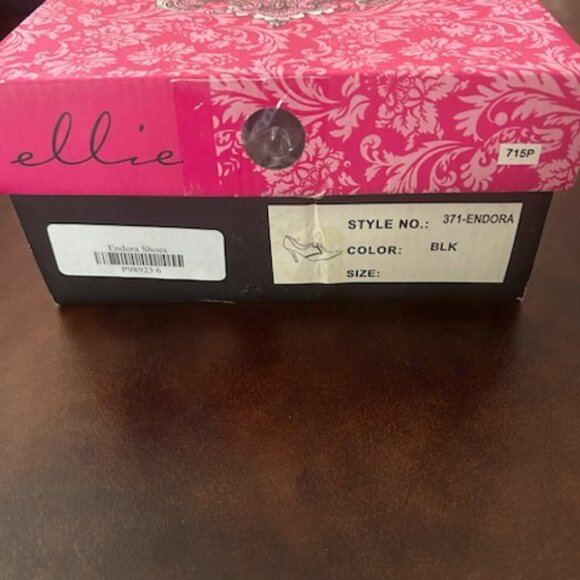 ellie
715P
Endora Shoes
P98923 6
STYLE NO.: 371-ENDORA
COLOR: BLK
SIZE: